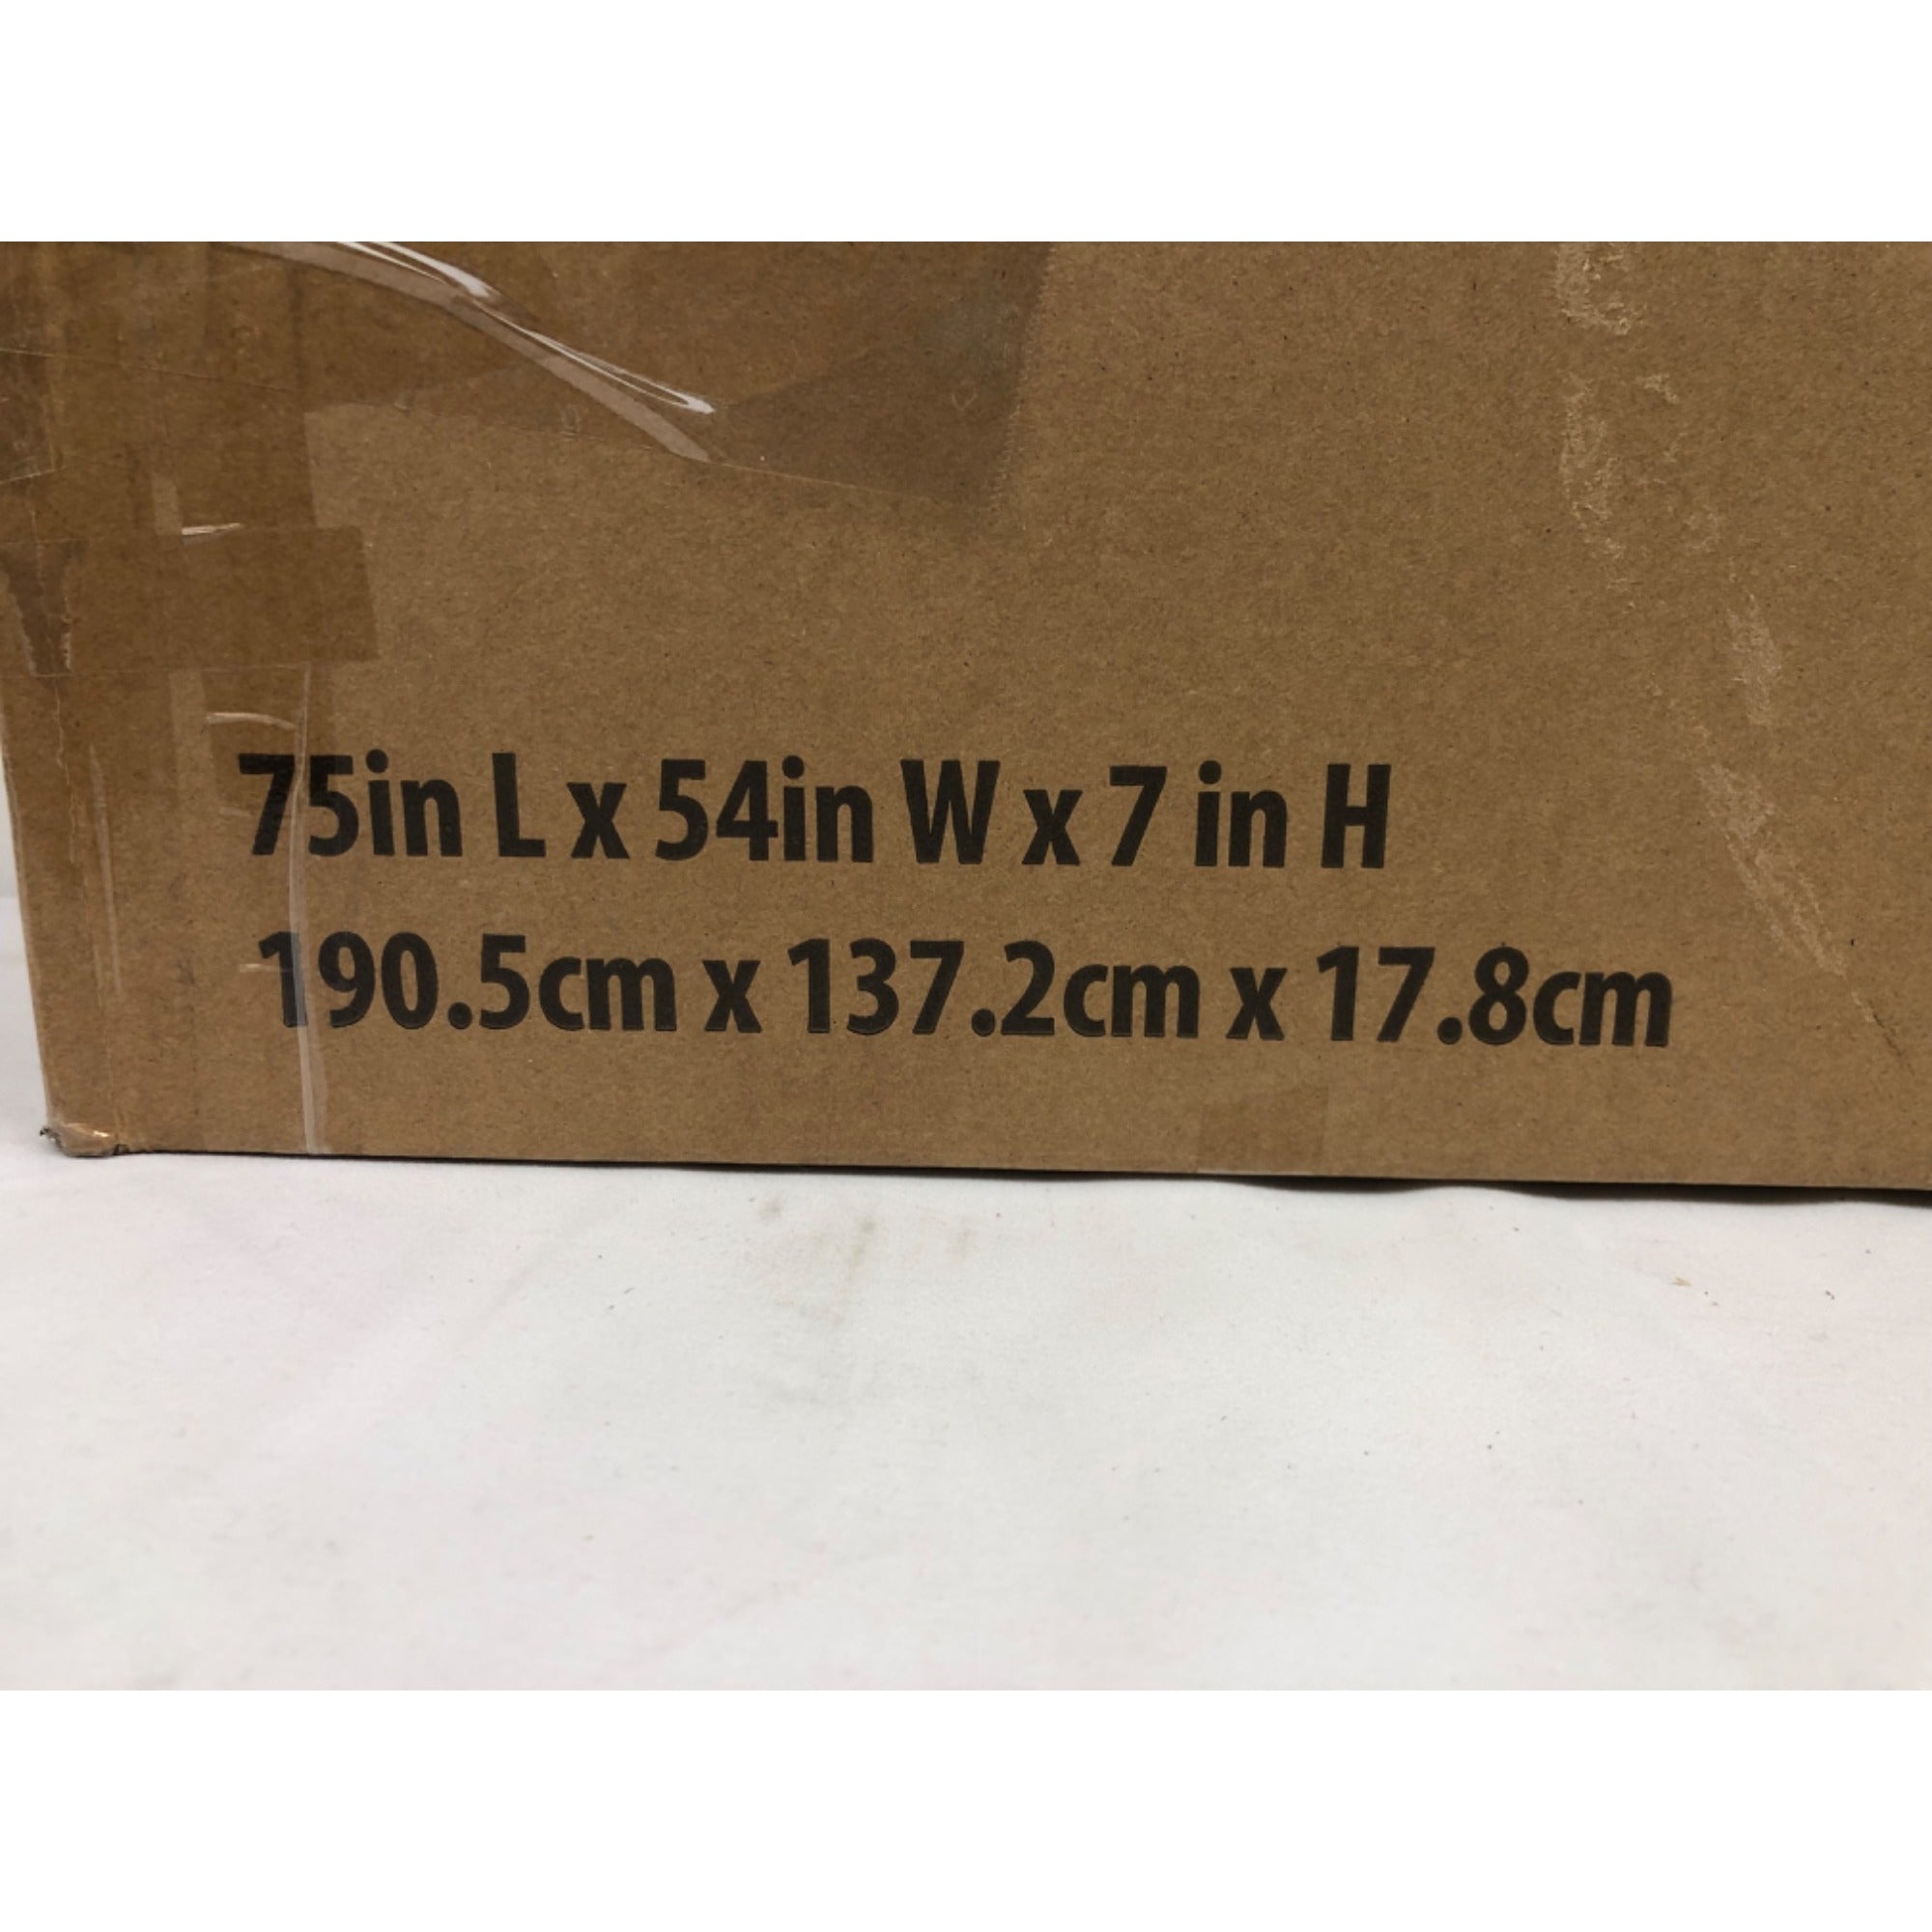 75in L x 54in W x 7 in H
190.5cm x 137.2cm x 17.8cm